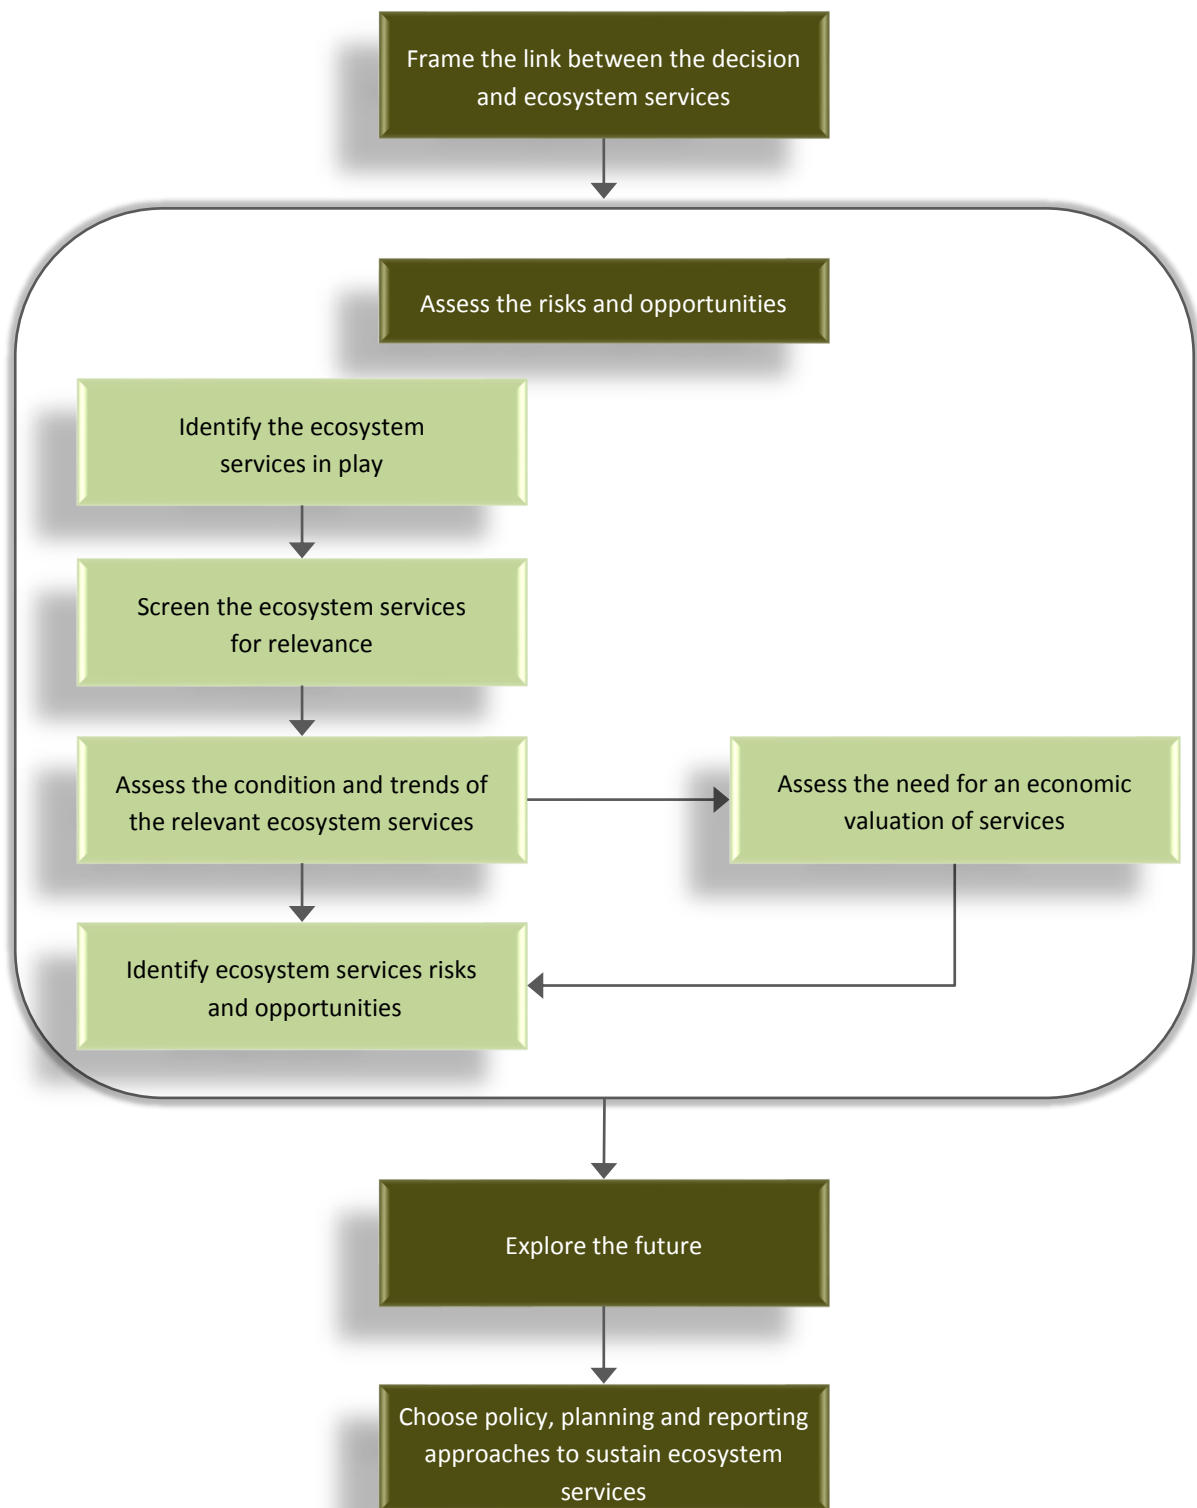 Frame the link between the decision
and ecosystem services
Assess the risks and opportunities
Identify the ecosystem
services in play
Screen the ecosystem services
for relevance
Assess the condition and trends of
the relevant ecosystem services
Assess the need for an economic
valuation of services
Identify ecosystem services risks
and opportunities
Explore the future
Choose policy, planning and reporting
approaches to sustain ecosystem
services